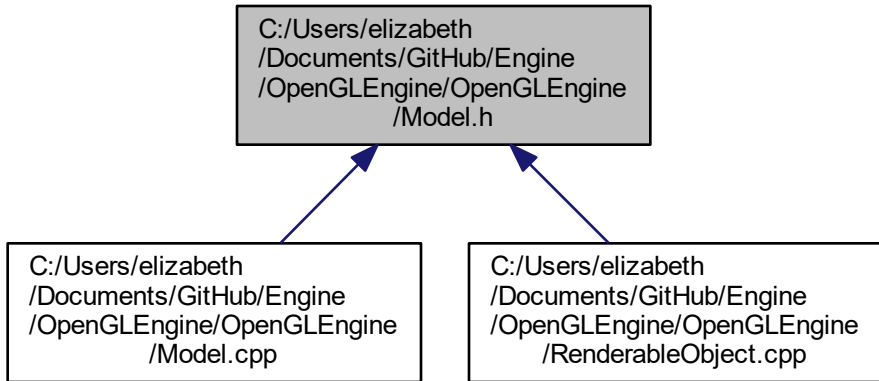 C:/Users/elizabeth
/Documents/GitHub/Engine
/OpenGLEngine/OpenGLEngine
/Model.h
C:/Users/elizabeth
/Documents/GitHub/Engine
/OpenGLEngine/OpenGLEngine
/Model.cpp
C:/Users/elizabeth
/Documents/GitHub/Engine
/OpenGLEngine/OpenGLEngine
/RenderableObject.cpp